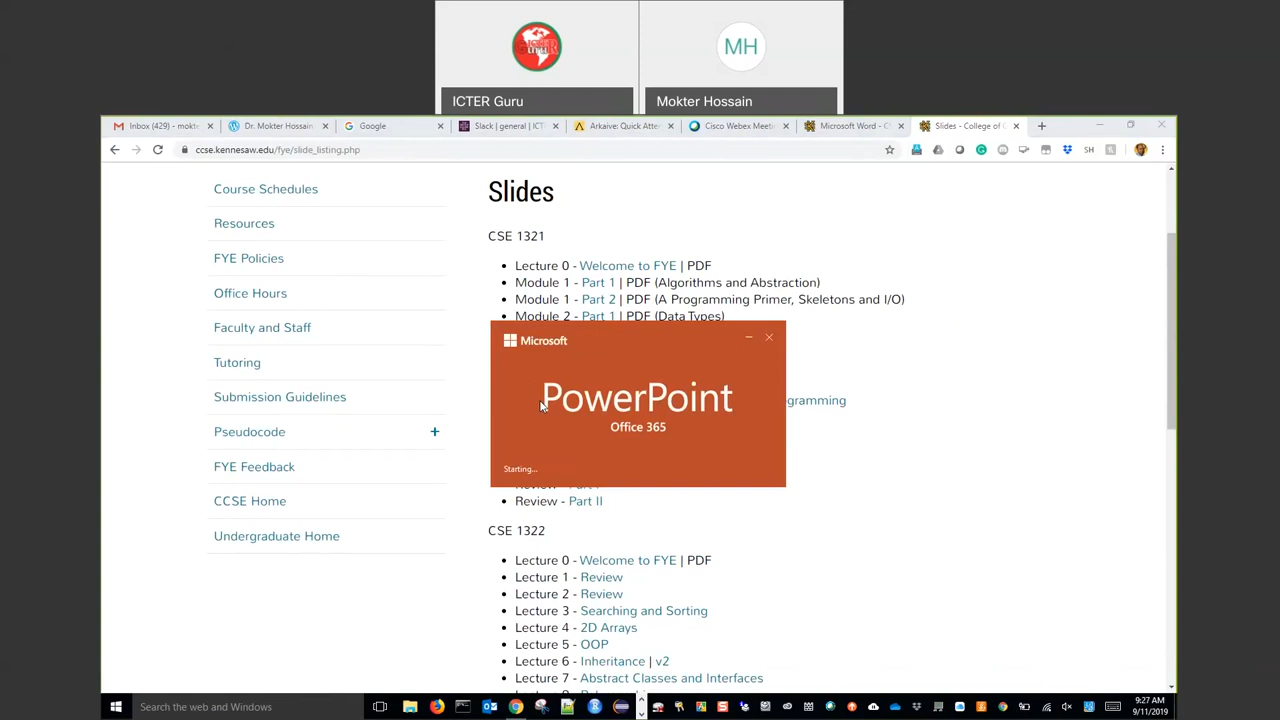 MH
ICTER Guru
Mokter Hossain
Inbox (429) - mokt
Dr. Mokter Hossain
Google
Slack | general | ICT
Arkaive: Quick Atte
Cisco Webex Meeti
Microsoft Word - C
Slides - College of C
ccse.kennesaw.edu/fye/slide_listing.php
SH
Course Schedules
Resources
FYE Policies
Office Hours
Faculty and Staff
Tutoring
Submission Guidelines
Pseudocode
FYE Feedback
CCSE Home
Undergraduate Home
Slides
CSE 1321
Lecture 0 - Welcome to FYE | PDF
Module 1 - Part 1 | PDF (Algorithms and Abstraction)
Module 1 - Part 2 | PDF (A Programming Primer, Skeletons and I/O)
Module 2 - Part 1 | PDF (Data Types)
Microsoft
PowerPoint
Office 365
Starting...
gramming
Review - Part II
CSE 1322
Lecture 0 - Welcome to FYE | PDF
Lecture 1 - Review
Lecture 2 - Review
Lecture 3 - Searching and Sorting
Lecture 4 - 2D Arrays
Lecture 5 - OOP
Lecture 6 - Inheritance | v2
Lecture 7 - Abstract Classes and Interfaces
Search the web and Windows
9:27 AM
9/11/2019